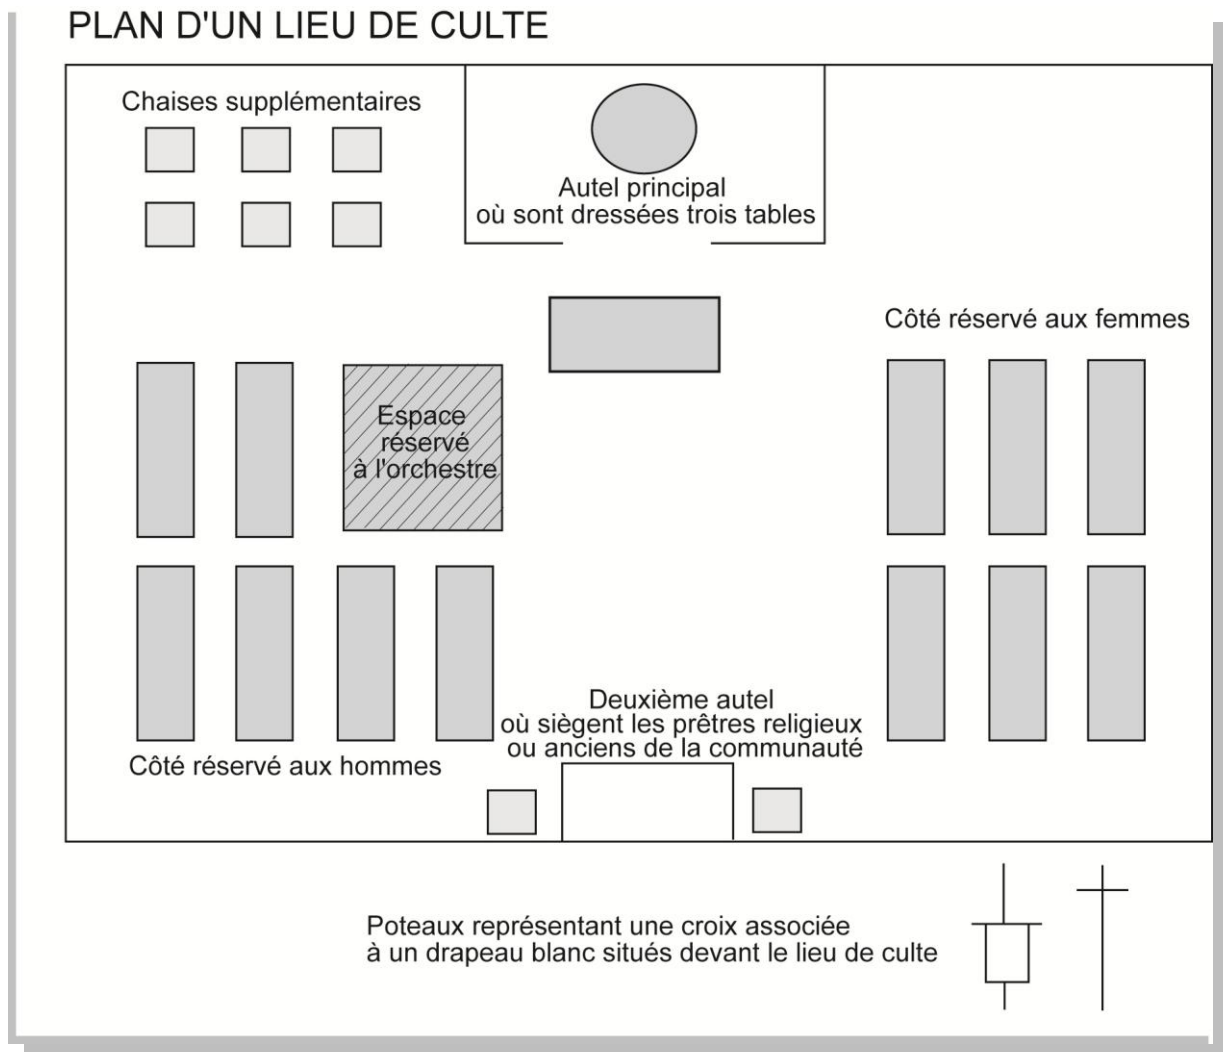 PLAN D'UN LIEU DE CULTE
Chaises supplémentaires
Autel principal
où sont dressées trois tables
Côté réservé aux femmes
Espace
réservé
à l'orchestre
Deuxième autel
où siègent les prêtres religieux
ou anciens de la communauté
Côté réservé aux hommes
Poteaux représentant une croix associée
à un drapeau blanc situés devant le lieu de culte